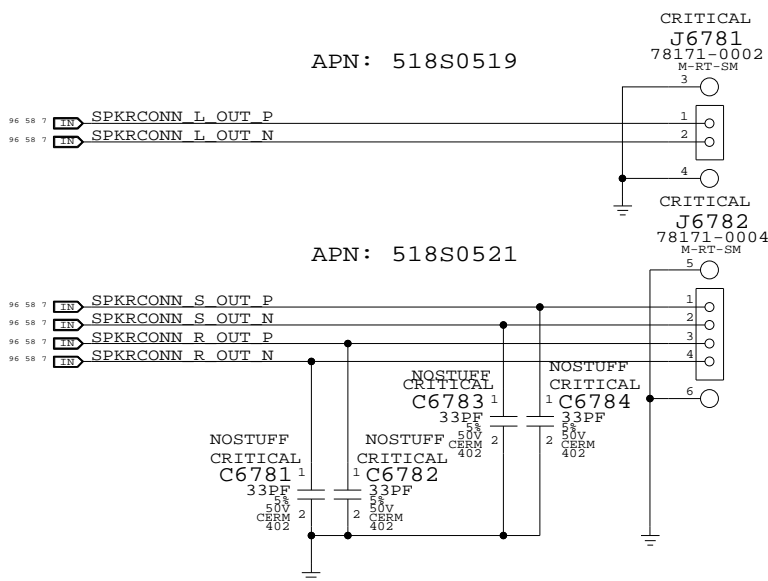 CRITICAL
J6781
78171-0002
M-RT-SM
APN: 518S0519
3
96 58 7 IN SPKRCONN_L_OUT_P 1
96 58 7 IN SPKRCONN_L_OUT_N 2
4
CRITICAL
J6782
78171-0004
M-RT-SM
APN: 518S0521
5
96 58 7 IN SPKRCONN_S_OUT_P 1
96 58 7 IN SPKRCONN_S_OUT_N 2
96 58 7 IN SPKRCONN_R_OUT_P 3
96 58 7 IN SPKRCONN_R_OUT_N 4
6
NOSTUFF
CRITICAL
C6783
1
33PF
5%
50V
CERM
402
2
NOSTUFF
CRITICAL
1
C6784
33PF
5%
50V
CERM
402
2
NOSTUFF
CRITICAL
C6781
1
33PF
5%
50V
CERM
402
2
NOSTUFF
CRITICAL
1
C6782
33PF
5%
50V
CERM
402
2